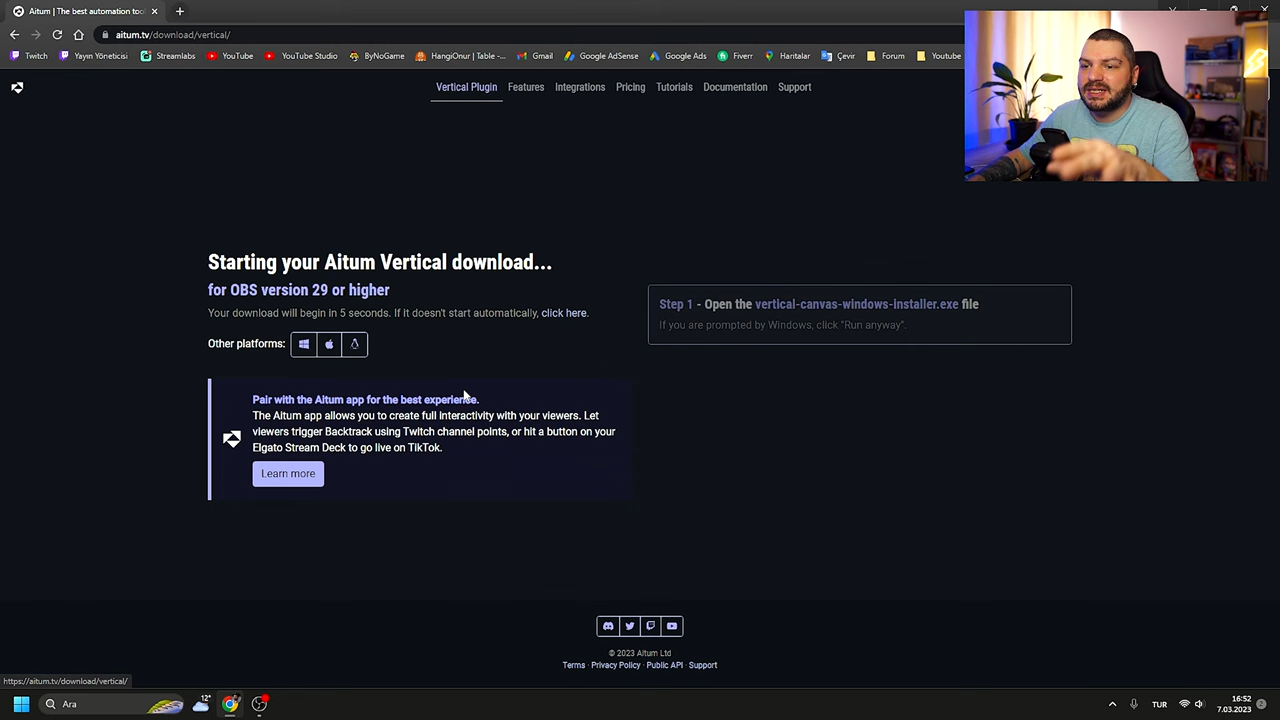 Aitum | The best automation tool
aitum.tv/download/vertical/
Twitch
Yayın Yöneticisi
Streamlabs
YouTube
YouTube Studio
ByNoGame
HangiOnur | Tablo
Gmail
Google AdSense
Google Ads
Fiverr
Haritalar
Çevir
Forum
Youtube
Vertical Plugin
Features
Integrations
Pricing
Tutorials
Documentation
Support
Starting your Aitum Vertical download...
for OBS version 29 or higher
Your download will begin in 5 seconds. If it doesn't start automatically, click here.
Other platforms:
Step 1 - Open the vertical-canvas-windows-installer.exe file
If you are prompted by Windows, click "Run anyway".
Pair with the Aitum app for the best experience.
The Aitum app allows you to create full interactivity with your viewers. Let
viewers trigger Backtrack using Twitch channel points, or hit a button on your
Elgato Stream Deck to go live on TikTok.
Learn more
© 2023 Aitum Ltd
Terms · Privacy Policy · Public API · Support
https://aitum.tv/download/vertical/
Ara
12°
TUR
16:52
7.03.2023
2